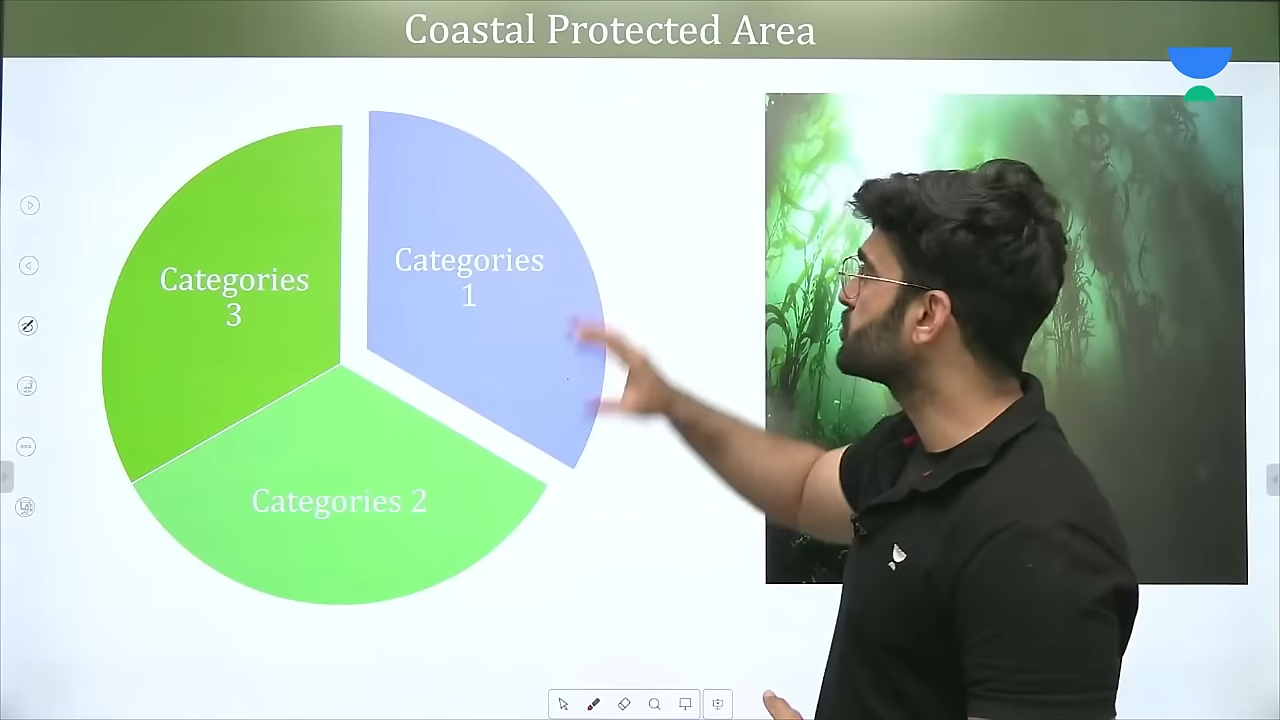 Coastal Protected Area
Categories
3
Categories
1
Categories 2